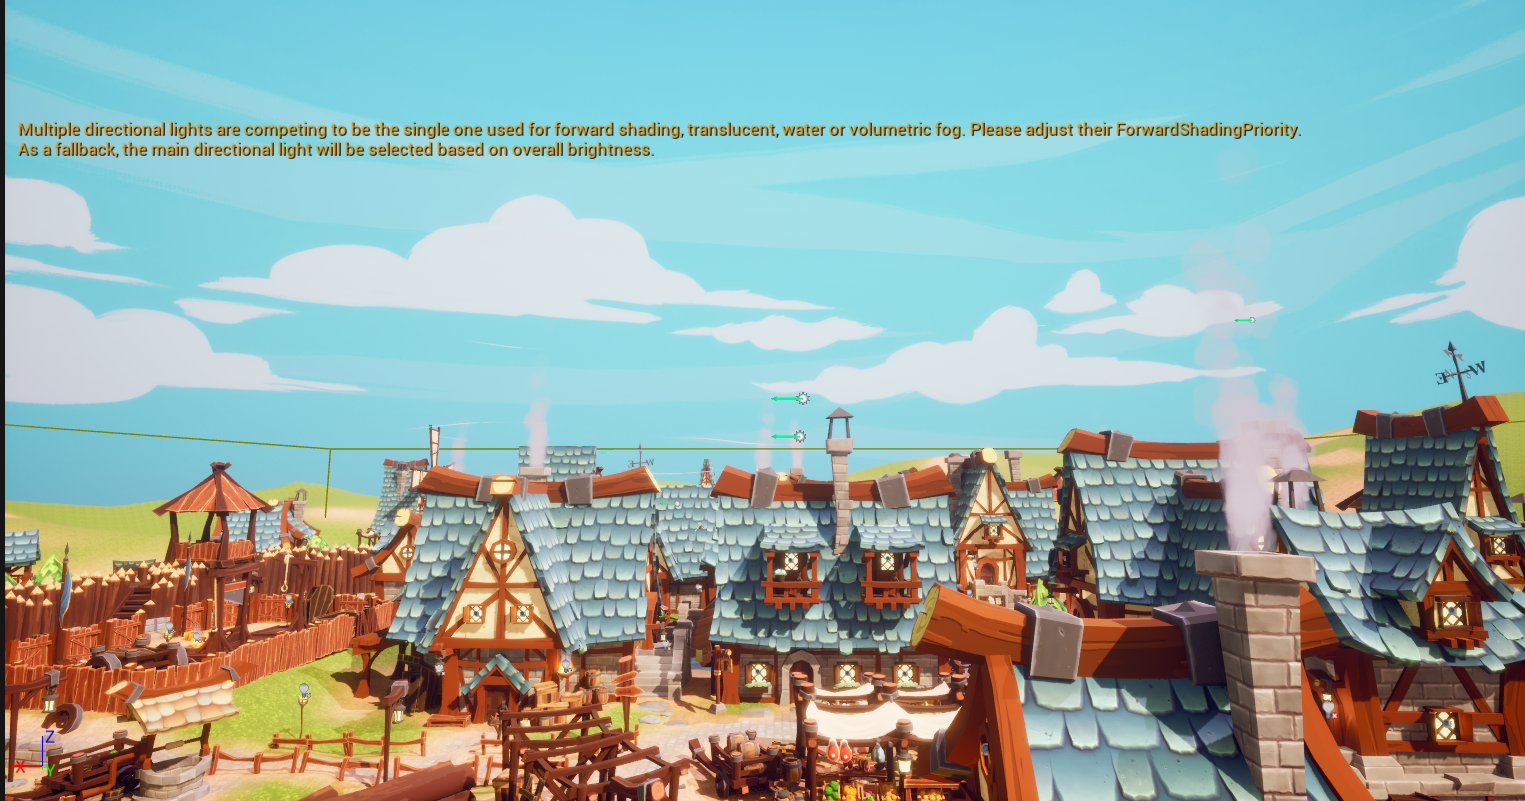 Multiple directional lights are competing to be the single one used for forward shading, translucent, water or volumetric fog. Please adjust their ForwardShadingPriority.
As a fallback, the main directional light will be selected based on overall brightness.
E W
E W
Z
X Y